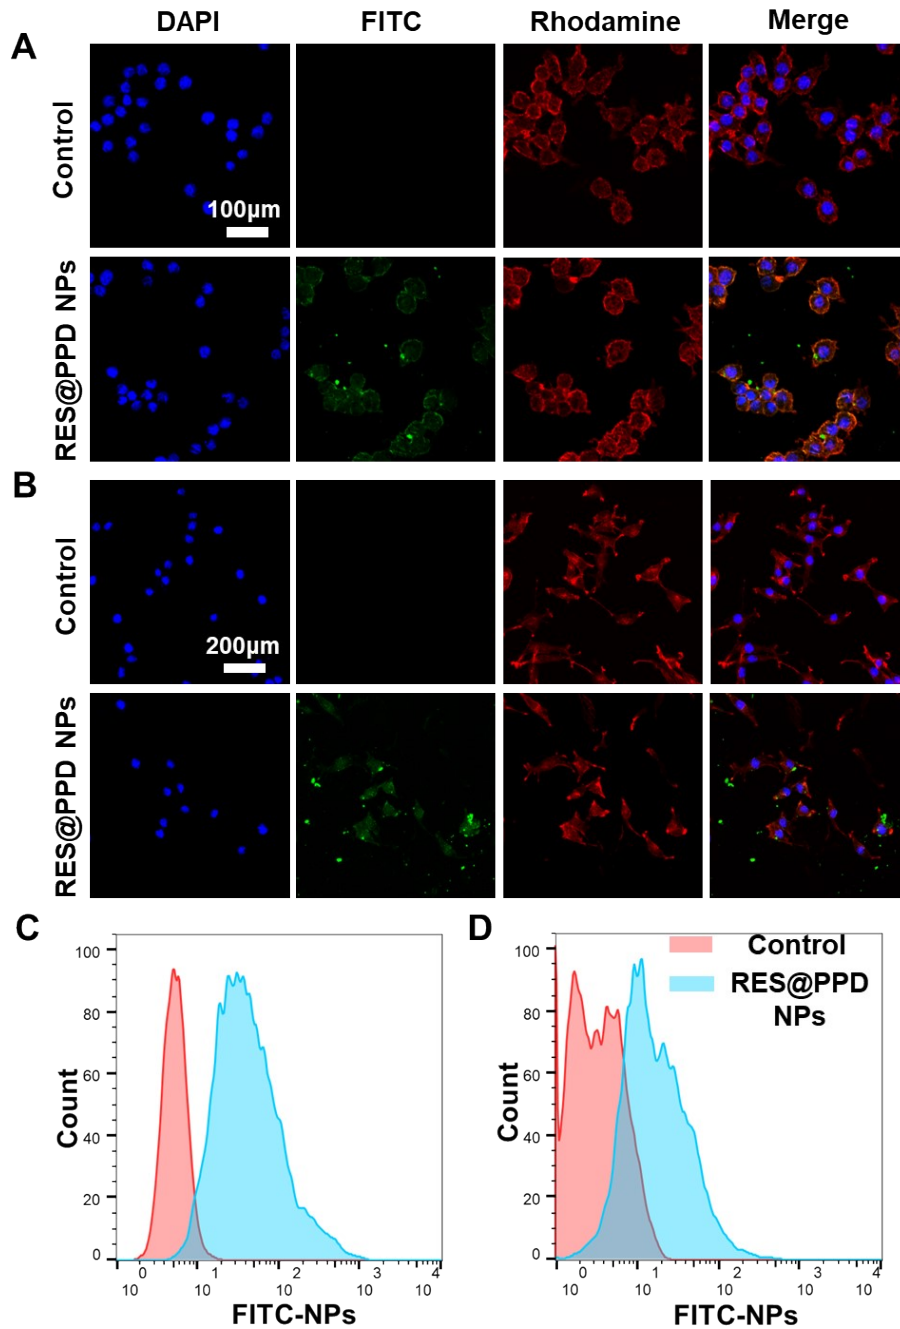 DAPI FITC Rhodamine Merge
A
Control
100µm
RES@PPD NPs
B
Control
200µm
RES@PPD NPs
C
100
80
60
40
20
0
Count
10 0 10 1 10 2 10 3 10 4
FITC-NPs
D
Control
RES@PPD
NPs
100
80
60
40
20
0
Count
10 0 10 1 10 2 10 3 10 4
FITC-NPs